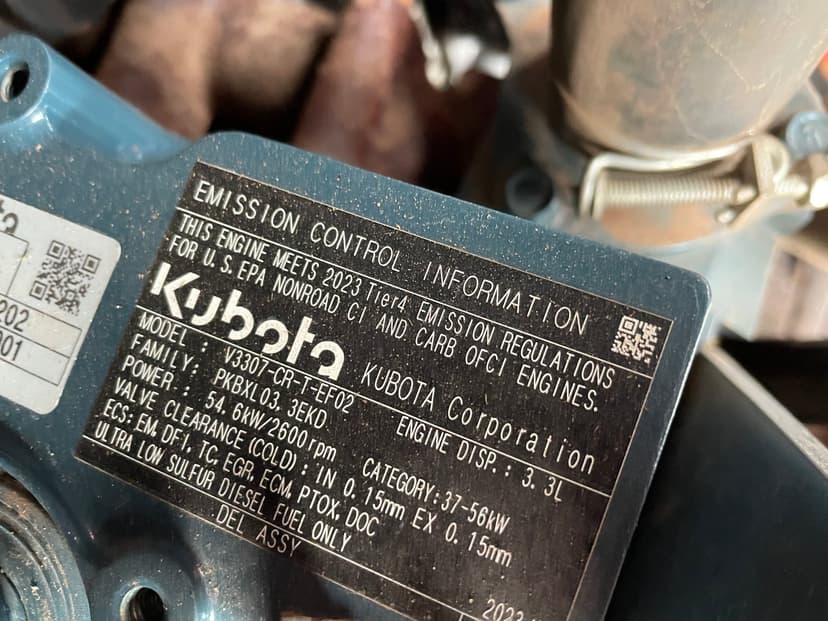 EMISSION CONTROL INFORMATION
THIS ENGINE MEETS 2023 Tier4 EMISSION REGULATIONS
FOR U.S. EPA NONROAD CI AND CARB OFCI ENGINES.
Kubota KUBOTA Corporation
MODEL : V3307-CR-T-EF02 ENGINE DISP.: 3.3L
FAMILY: PKBXL03.3EKD
POWER : 54.6kW/2600rpm CATEGORY:37-56kW
VALVE CLEARANCE(COLD): IN 0.15mm EX 0.15mm
ECS: EM, DFI, TC, EGR, ECM, PTOX, DOC
ULTRA LOW SULFUR DIESEL FUEL ONLY
DEL ASSY
2023
202
001